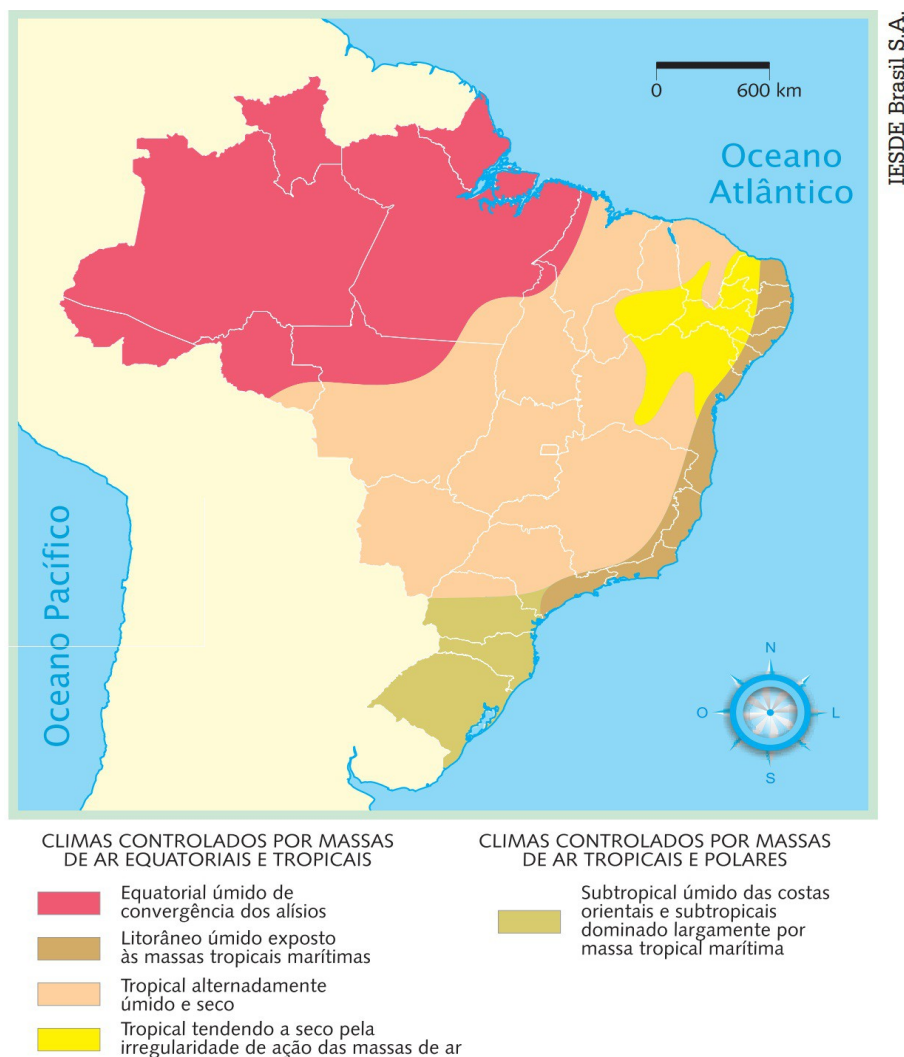 IESDE Brasil S.A.
0 600 km
Oceano
Atlântico
Oceano Pacífico
N
O L
S
CLIMAS CONTROLADOS POR MASSAS
DE AR EQUATORIAIS E TROPICAIS
Equatorial úmido de
convergência dos alísios
Litorâneo úmido exposto
às massas tropicais marítimas
Tropical alternadamente
úmido e seco
Tropical tendendo a seco pela
irregularidade de ação das massas de ar
CLIMAS CONTROLADOS POR MASSAS
DE AR TROPICAIS E POLARES
Subtropical úmido das costas
orientais e subtropicais
dominado largamente por
massa tropical marítima